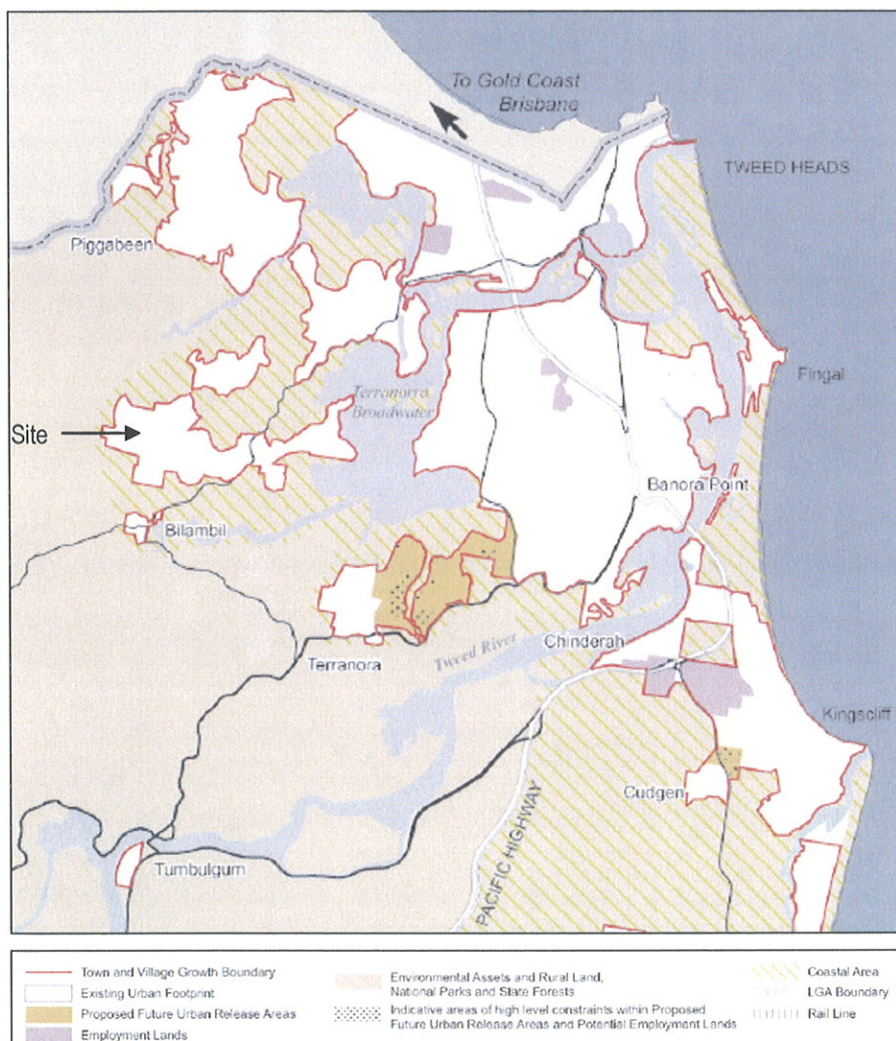 To Gold Coast
Brisbane
TWEED HEADS
Piggabeen
Fingal
Terranorra
Broadwater
Site
Banora Point
Bilambil
Chinderah
Terranora
Tweed River
Kingscliff
Cudgen
PACIFIC HIGHWAY
Tumbulgum
Town and Village Growth Boundary
Existing Urban Footprint
Proposed Future Urban Release Areas
Employment Lands
Environmental Assets and Rural Land,
National Parks and State Forests
Indicative areas of high level constraints within Proposed
Future Urban Release Areas and Potential Employment Lands
Coastal Area
LGA Boundary
Rail Line